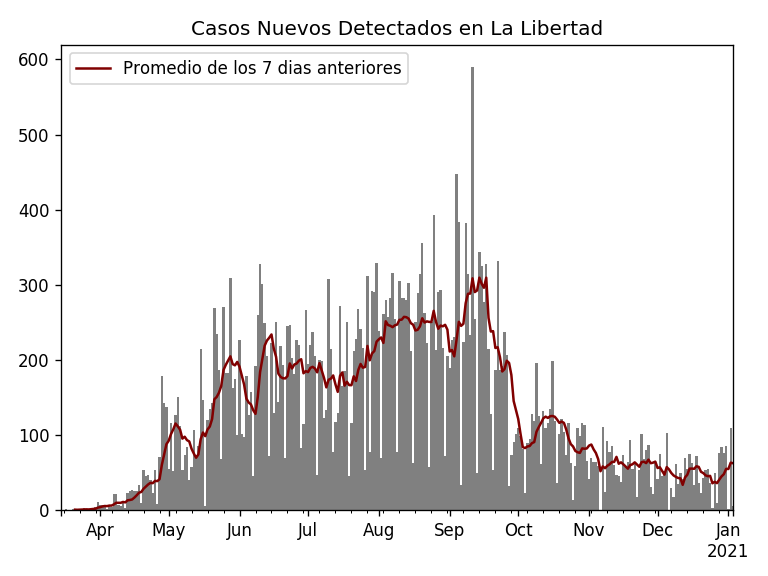 Casos Nuevos Detectados en La Libertad
Promedio de los 7 dias anteriores
600
500
400
300
200
100
0
Apr May Jun Jul Aug Sep Oct Nov Dec Jan
2021